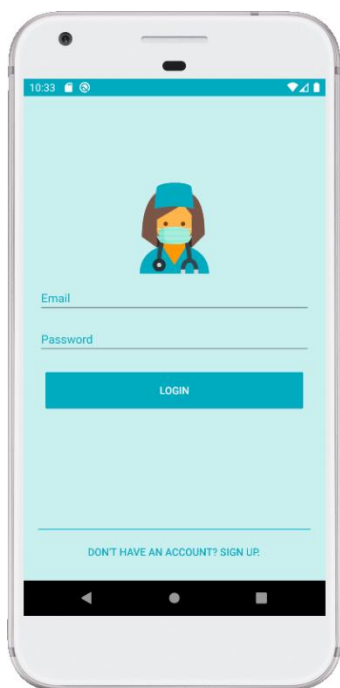 10:33
Email
Password
LOGIN
DON'T HAVE AN ACCOUNT? SIGN UP.